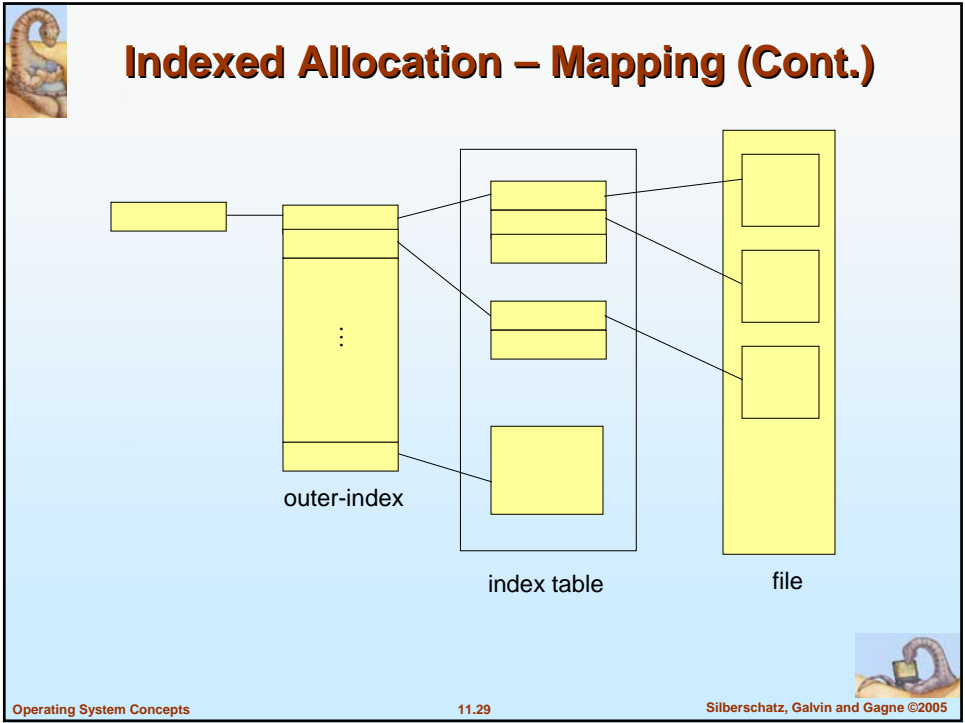 Indexed Allocation – Mapping (Cont.)
⋮
outer-index
index table
file
Operating System Concepts
11.29
Silberschatz, Galvin and Gagne ©2005